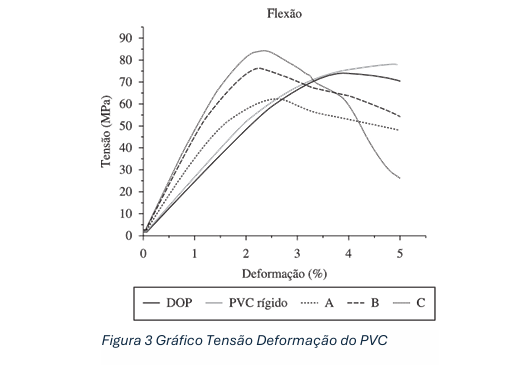 Flexão
Tensão (MPa)
90
80
70
60
50
40
30
20
10
0
0 1 2 3 4 5
Deformação (%)
DOP PVC rígido A B C
Figura 3 Gráfico Tensão Deformação do PVC